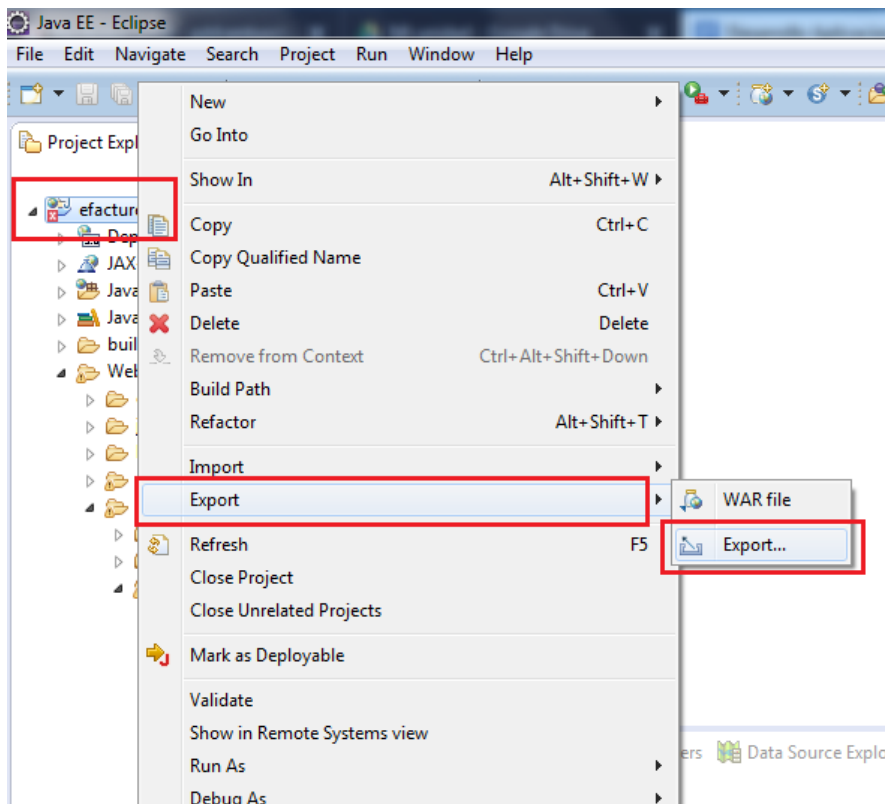 Java EE - Eclipse
File Edit Navigate Search Project Run Window Help
Project Expl
efacture
Dep
JAX
Java
Java
buil
Web
New
Go Into
Show In Alt+Shift+W
Copy Ctrl+C
Copy Qualified Name
Paste Ctrl+V
Delete Delete
Remove from Context Ctrl+Alt+Shift+Down
Build Path
Refactor Alt+Shift+T
Import
Export
WAR file
Export...
Refresh F5
Close Project
Close Unrelated Projects
Mark as Deployable
Validate
Show in Remote Systems view
Run As
Debug As
ers Data Source Explo